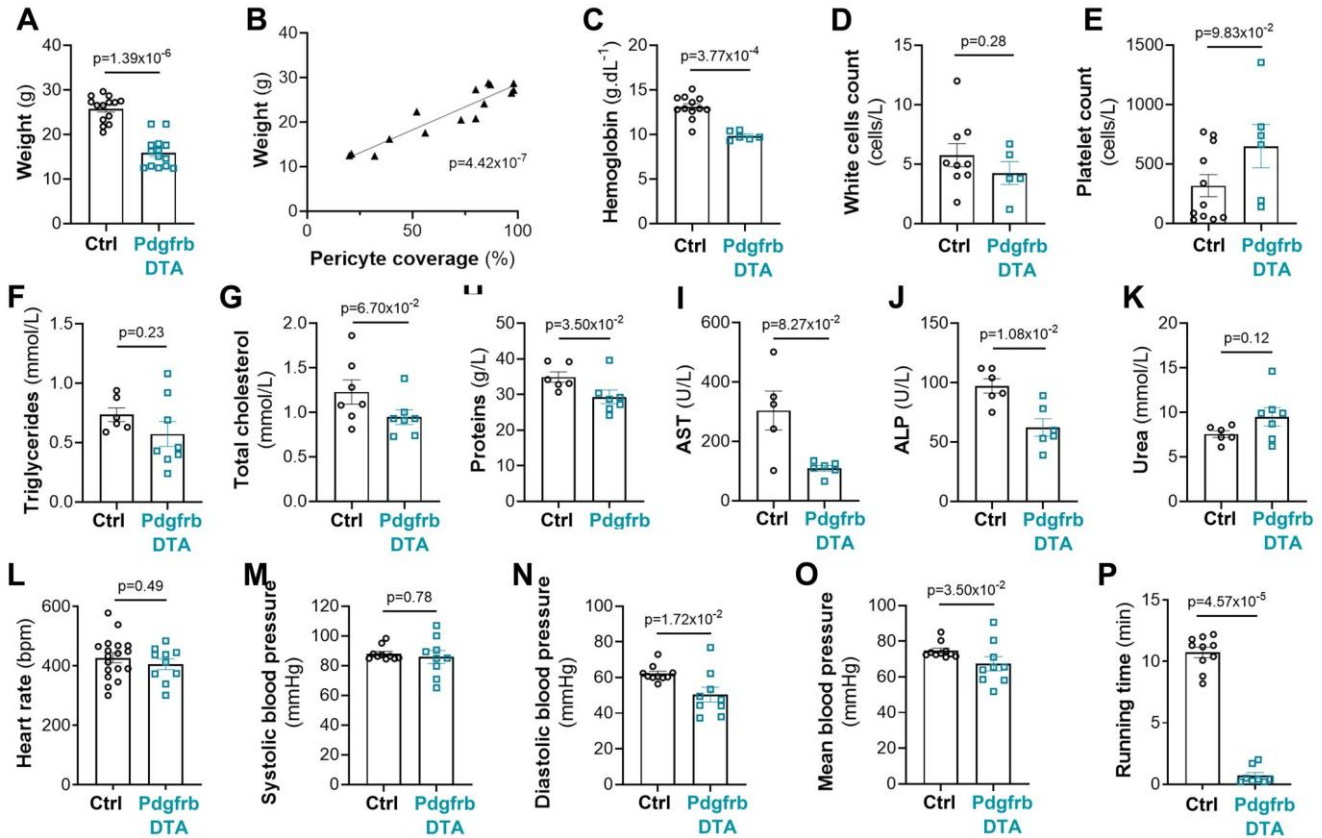 A
p=1.39x10-6
Weight (g)
40
30
20
10
0
Ctrl
Pdgfrb
DTA
B
Weight (g)
40
30
20
10
0
p=4.42x10-7
0
50
100
Pericyte coverage (%)
C
p=3.77x10-4
Hemoglobin (g.dL-1)
20
15
10
5
0
Ctrl
Pdgfrb
DTA
D
p=0.28
White cells count
(cells/L)
15
10
5
0
Ctrl
Pdgfrb
DTA
E
p=9.83x10-2
Platelet count
(cells/L)
1500
1000
500
0
Ctrl
Pdgfrb
DTA
F
p=0.23
Triglycerides (mmol/L)
1.5
1.0
0.5
0.0
Ctrl
Pdgfrb
DTA
G
p=6.70x10-2
Total cholesterol
(mmol/L)
2.0
1.5
1.0
0.5
0.0
Ctrl
Pdgfrb
DTA
p=3.50x10-2
Proteins (g/L)
50
40
30
20
10
0
Ctrl
Pdgfrb
I
p=8.27x10-2
AST (U/L)
600
400
200
0
Ctrl
Pdgfrb
DTA
J
p=1.08x10-2
ALP (U/L)
150
100
50
0
Ctrl
Pdgfrb
DTA
K
p=0.12
Urea (mmol/L)
20
15
10
5
0
Ctrl
Pdgfrb
DTA
L
p=0.49
Heart rate (bpm)
600
400
200
0
Ctrl
Pdgfrb
DTA
M
p=0.78
Systolic blood pressure
(mmHg)
120
100
80
60
40
20
0
Ctrl
Pdgfrb
DTA
N
p=1.72x10-2
Diastolic blood pressure
(mmHg)
100
80
60
40
20
0
Ctrl
Pdgfrb
DTA
O
p=3.50x10-2
Mean blood pressure
(mmHg)
100
80
60
40
20
0
Ctrl
Pdgfrb
DTA
P
p=4.57x10-5
Running time (min)
15
10
5
0
Ctrl
Pdgfrb
DTA